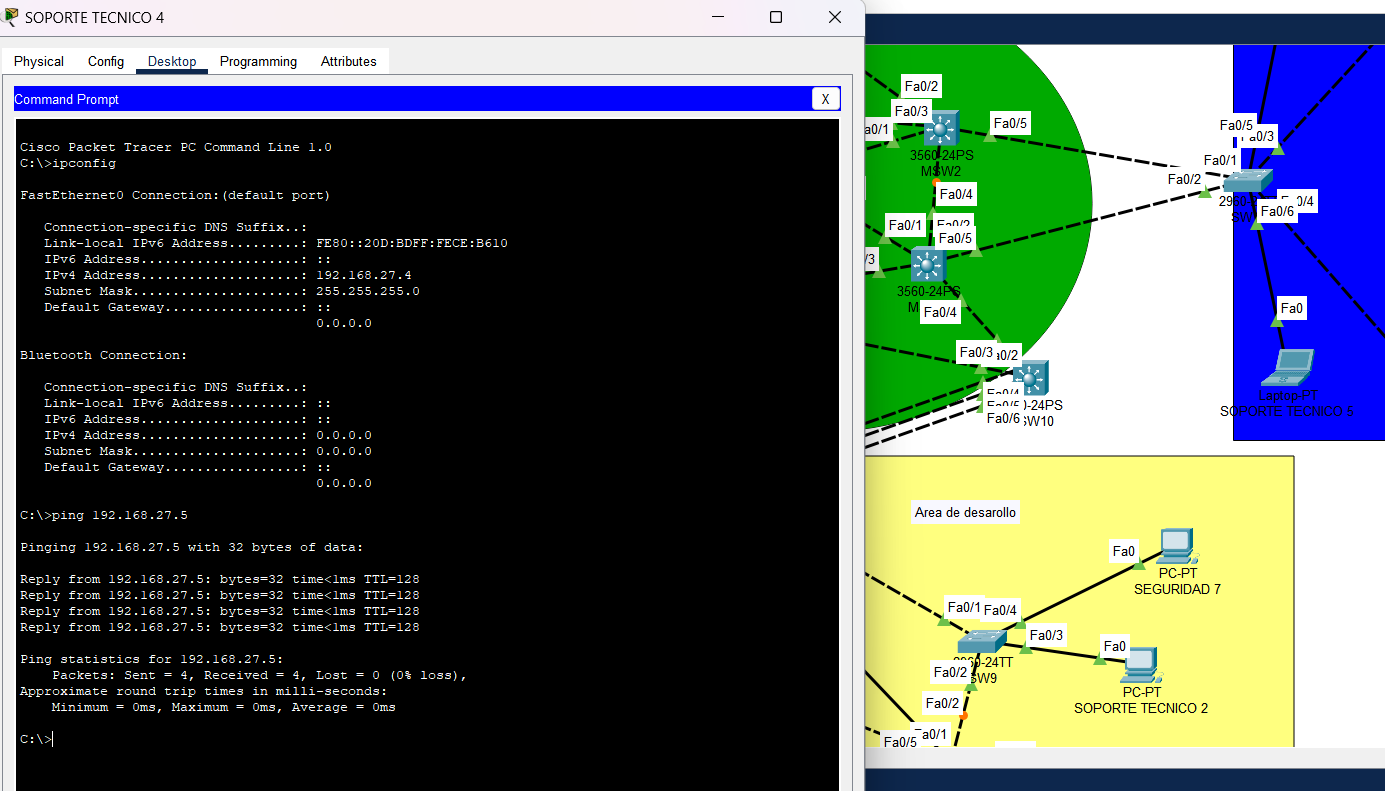 SOPORTE TECNICO 4
Physical Config Desktop Programming Attributes
Command Prompt
X
Cisco Packet Tracer PC Command Line 1.0
C:\>ipconfig
FastEthernet0 Connection:(default port)
Connection-specific DNS Suffix..:
Link-local IPv6 Address.........: FE80::20D:BDFF:FECE:B610
IPv6 Address....................: ::
IPv4 Address....................: 192.168.27.4
Subnet Mask.....................: 255.255.255.0
Default Gateway.................: ::
0.0.0.0
Bluetooth Connection:
Connection-specific DNS Suffix..:
Link-local IPv6 Address.........: ::
IPv6 Address....................: ::
IPv4 Address....................: 0.0.0.0
Subnet Mask.....................: 0.0.0.0
Default Gateway.................: ::
0.0.0.0
C:\>ping 192.168.27.5
Pinging 192.168.27.5 with 32 bytes of data:
Reply from 192.168.27.5: bytes=32 time<1ms TTL=128
Reply from 192.168.27.5: bytes=32 time<1ms TTL=128
Reply from 192.168.27.5: bytes=32 time<1ms TTL=128
Reply from 192.168.27.5: bytes=32 time<1ms TTL=128
Ping statistics for 192.168.27.5:
Packets: Sent = 4, Received = 4, Lost = 0 (0% loss),
Approximate round trip times in milli-seconds:
Minimum = 0ms, Maximum = 0ms, Average = 0ms
C:\>
Fa0/2
Fa0/3
a0/1
Fa0/5
3560-24PS
MSW2
Fa0/4
Fa0/1
Fa0/2
Fa0/5
/3
3560-24PS
Fa0/4
Fa0/3
a0/2
Fa0/4
Fa0/5
Fa0/6
0-24PS
SW10
Fa0/5
0/3
Fa0/1
Fa0/2
0/4
Fa0/6
Fa0
Laptop-PT
SOPORTE TECNICO 5
Area de desarollo
Fa0
PC-PT
SEGURIDAD 7
Fa0/1
Fa0/4
Fa0/3
Fa0
2960-24TT
SW9
Fa0/2
Fa0/2
PC-PT
SOPORTE TECNICO 2
a0/1
Fa0/5